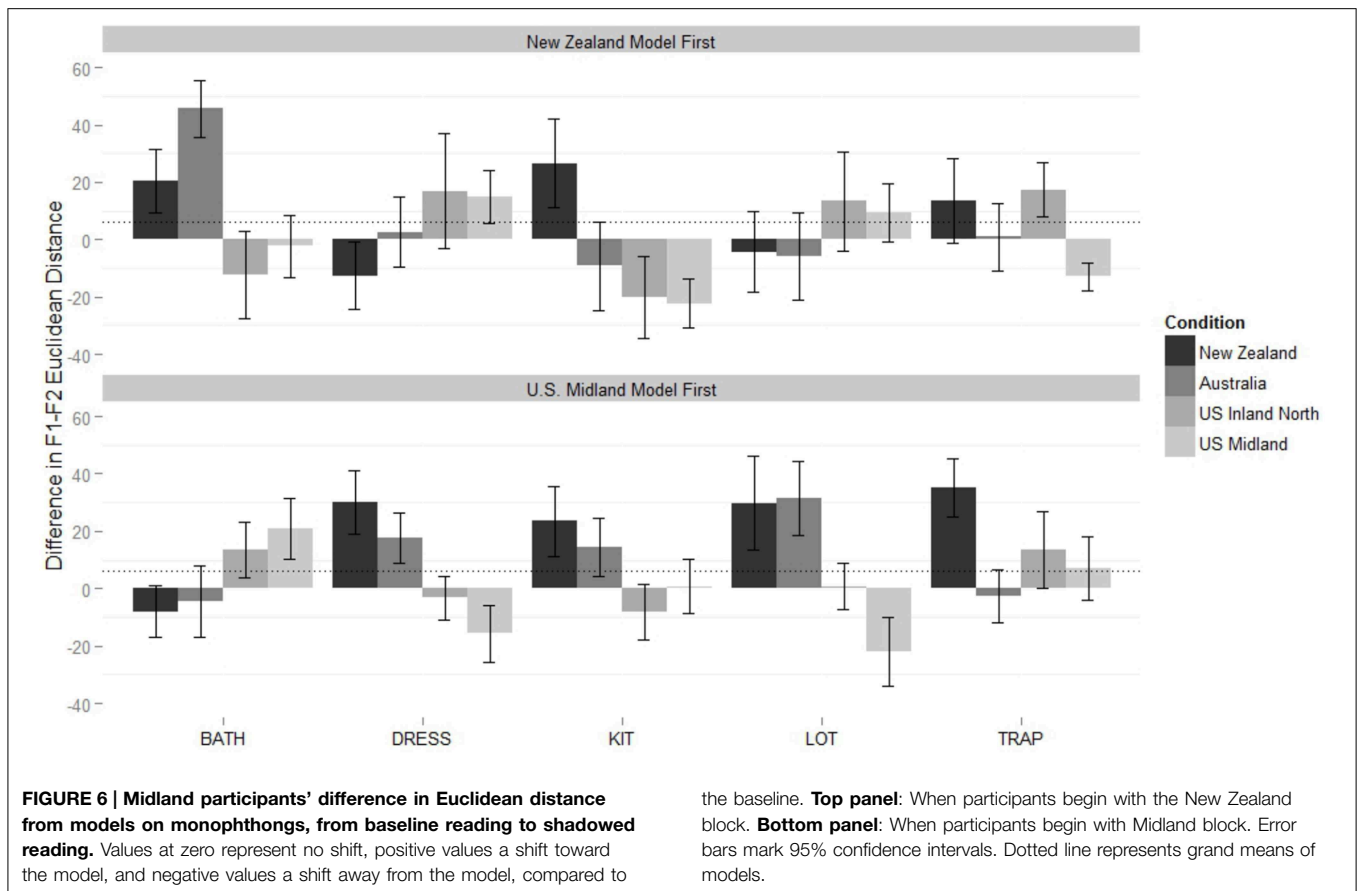 New Zealand Model First
60
40
20
0
-20
-40
U.S. Midland Model First
60
40
20
0
-20
-40
Difference in F1-F2 Euclidean Distance
BATH DRESS KIT LOT TRAP
Condition
New Zealand
Australia
US Inland North
US Midland
FIGURE 6 | Midland participants' difference in Euclidean distance
from models on monophthongs, from baseline reading to shadowed
reading. Values at zero represent no shift, positive values a shift toward
the model, and negative values a shift away from the model, compared to
the baseline. Top panel: When participants begin with the New Zealand
block. Bottom panel: When participants begin with Midland block. Error
bars mark 95% confidence intervals. Dotted line represents grand means of
models.